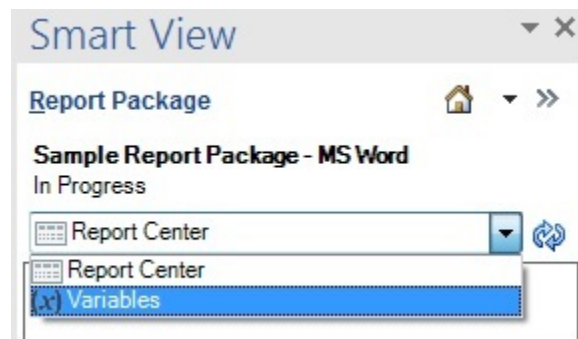 Smart View
Report Package
Sample Report Package - MS Word
In Progress
Report Center
Report Center
(x) Variables